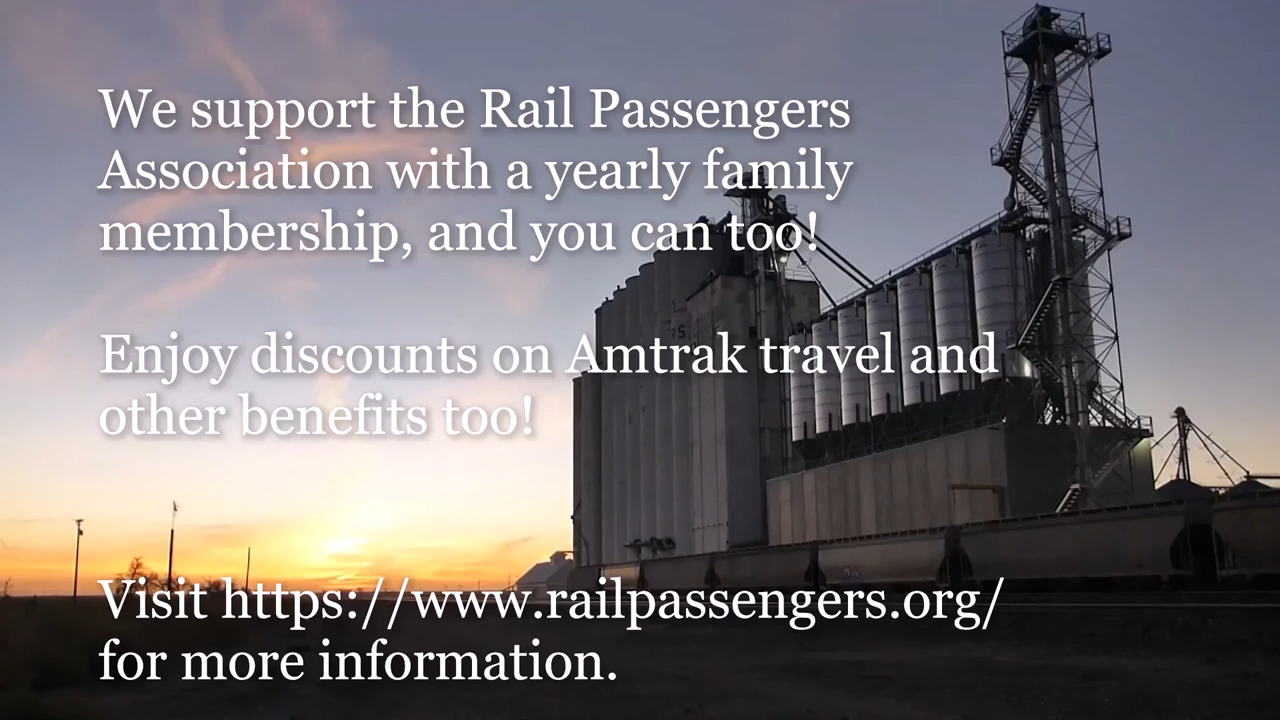 We support the Rail Passengers
Association with a yearly family
membership, and you can too!
Enjoy discounts on Amtrak travel and
other benefits too!
Visit https://www.railpassengers.org/
for more information.